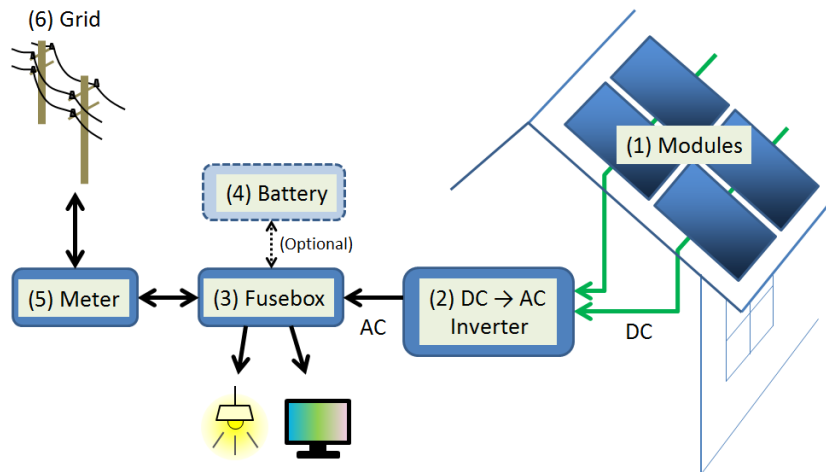 (6) Grid
(1) Modules
(4) Battery
(Optional)
(5) Meter
(3) Fusebox
AC
(2) DC → AC
Inverter
DC